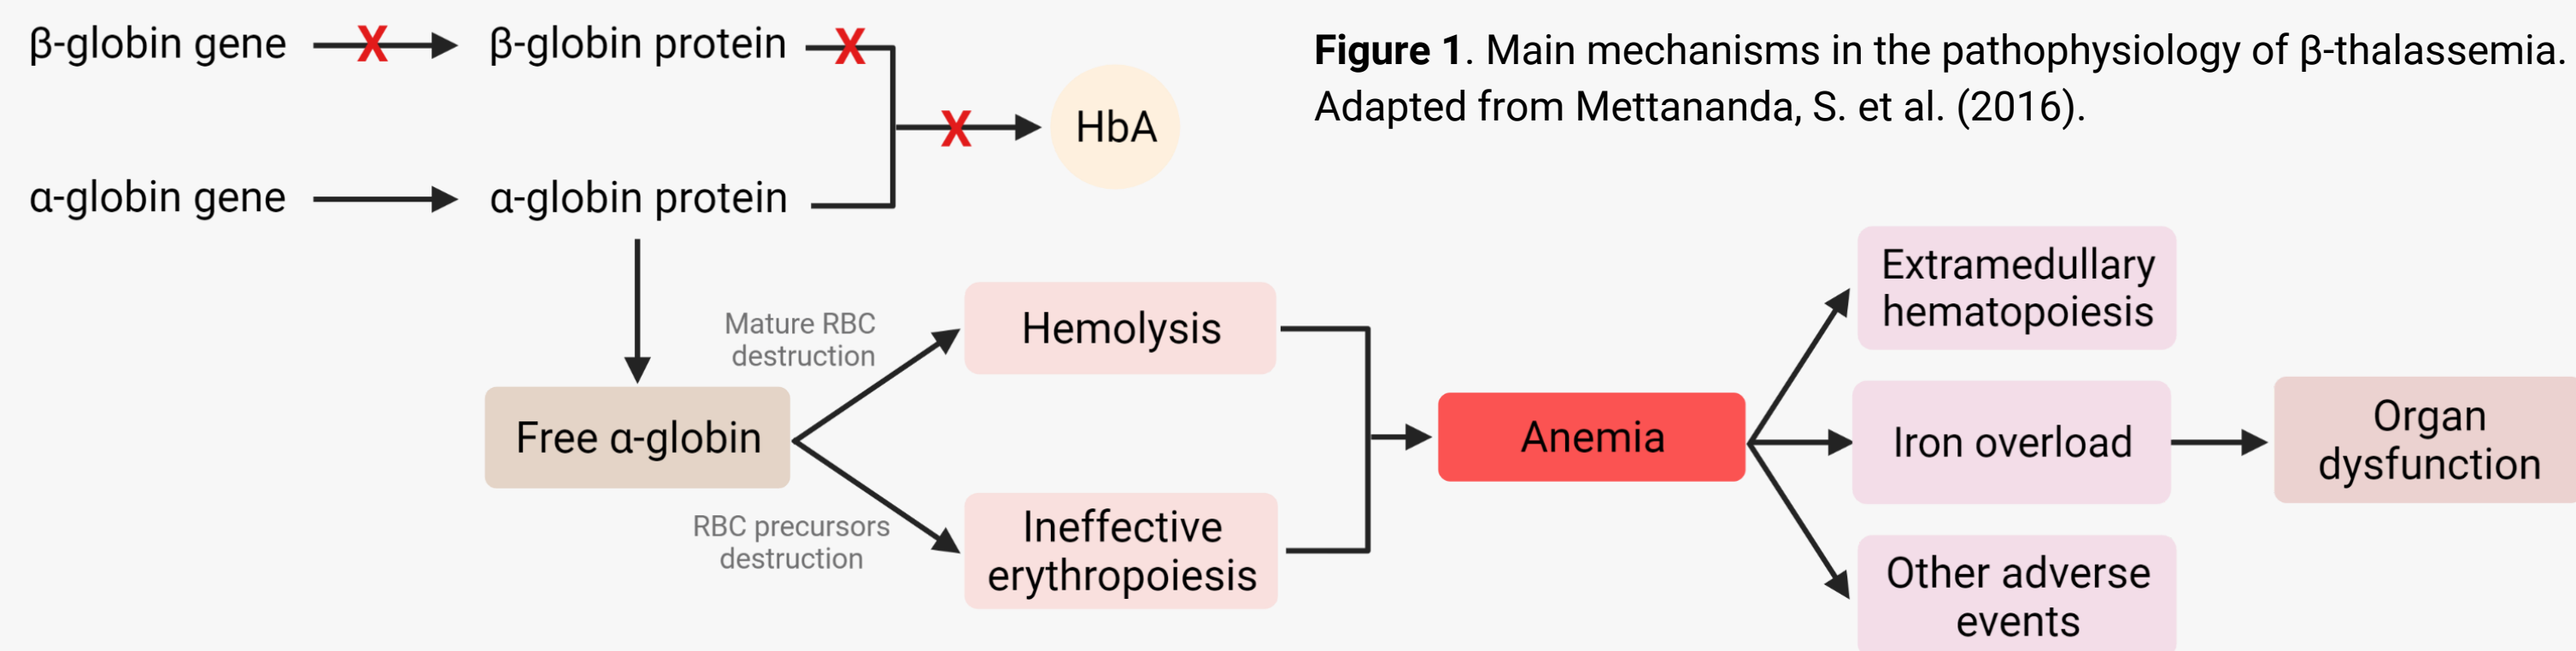 β-globin gene
β-globin protein
Figure 1. Main mechanisms in the pathophysiology of β-thalassemia.
Adapted from Mettananda, S. et al. (2016).
X
X
X
HbA
α-globin gene
α-globin protein
Mature RBC
destruction
Free α-globin
RBC precursors
destruction
Hemolysis
Ineffective
erythropoiesis
Anemia
Extramedullary
hematopoiesis
Iron overload
Other adverse
events
Organ
dysfunction